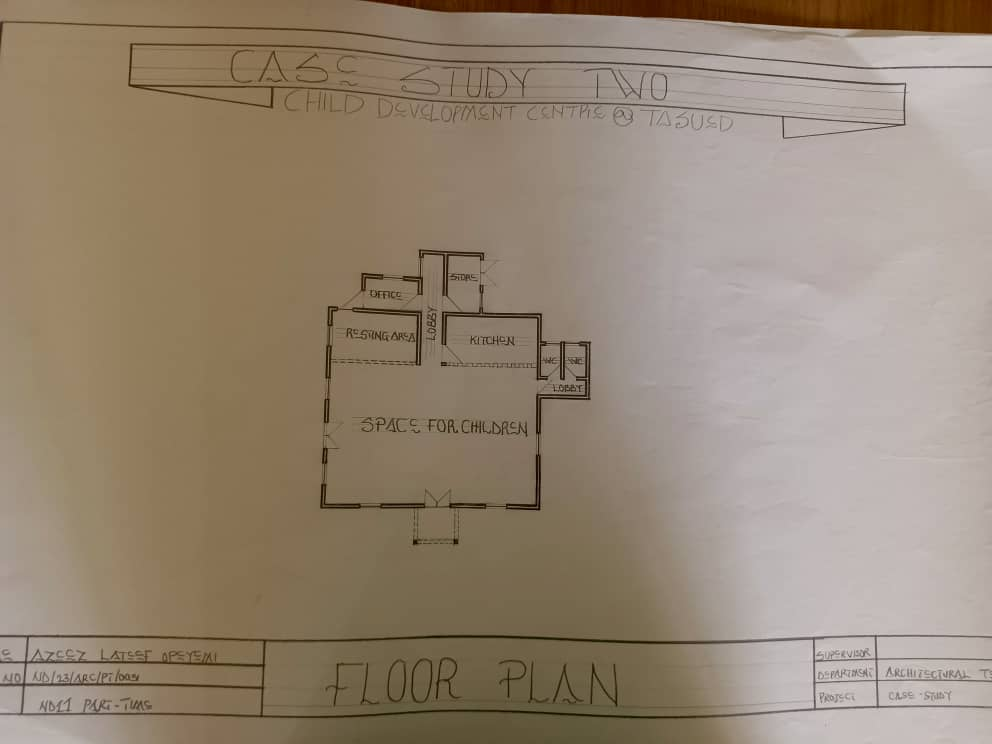 CASE STUDY TWO
CHILD DEVELOPMENT CENTRE @ TASUED
STORE
OFFICE
LOBBY
RESTING AREA
KITCHEN
WC WC
LOBBY
SPACE FOR CHILDREN
AZEEZ LATEEF OPEYEMI
NO ND/23/ARC/PT/
ND11 PART-TIME
FLOOR PLAN
SUPERVISOR
DEPARTMENT ARCHITECTURAL TE
PROJECT CASE-STUDY